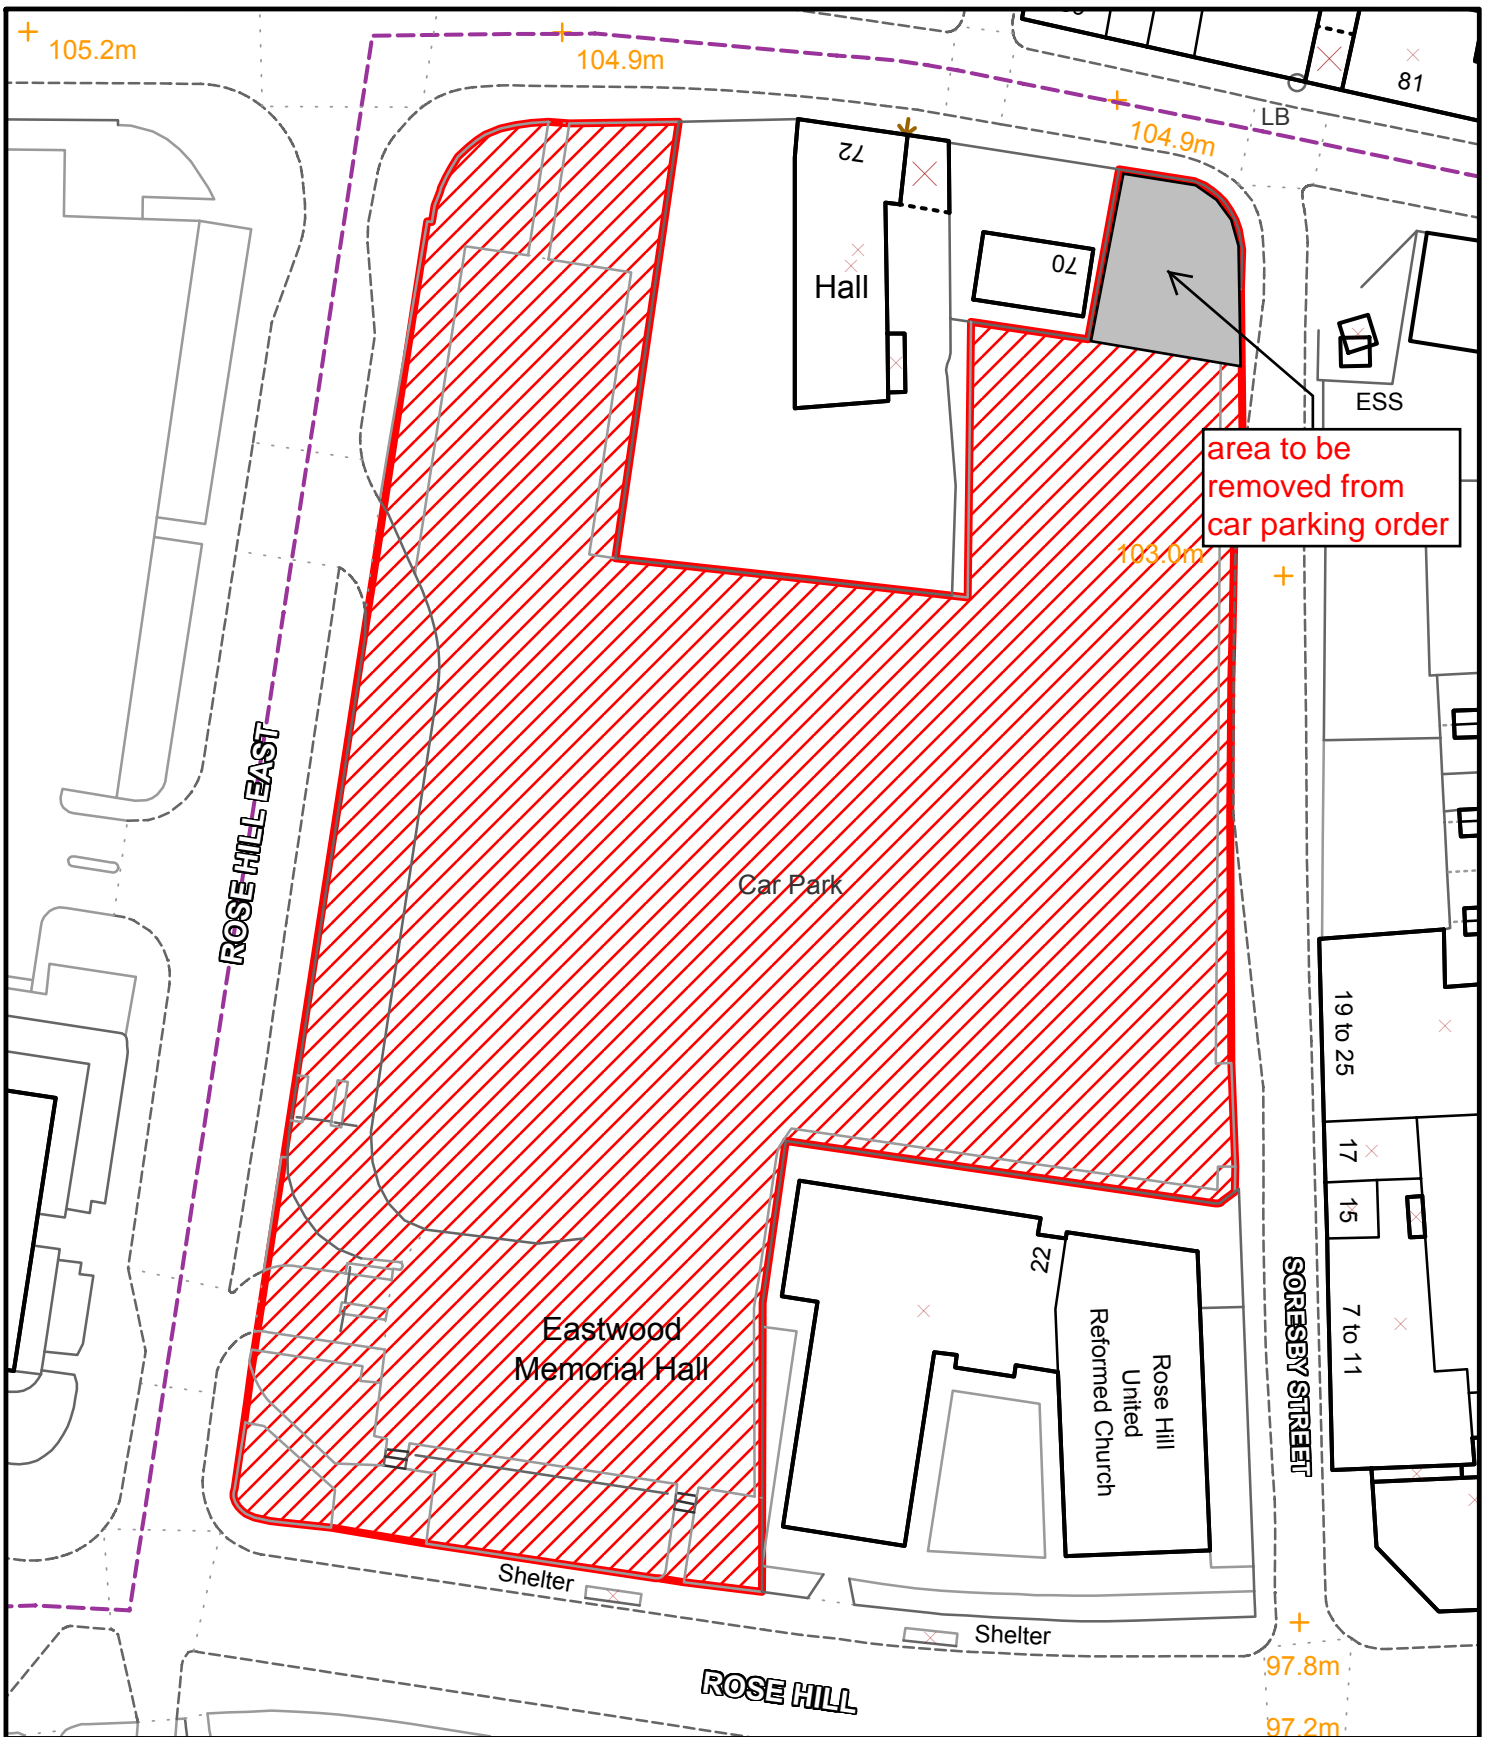 105.2m
104.9m
81
LB
104.9m
72
70
Hall
ESS
area to be
removed from
car parking order
103.0m
ROSE HILL EAST
Car Park
19 to 25
17
15
22
SORESBY STREET
7 to 11
Eastwood
Memorial Hall
Rose Hill
United
Reformed Church
Shelter
Shelter
97.8m
ROSE HILL
97.2m